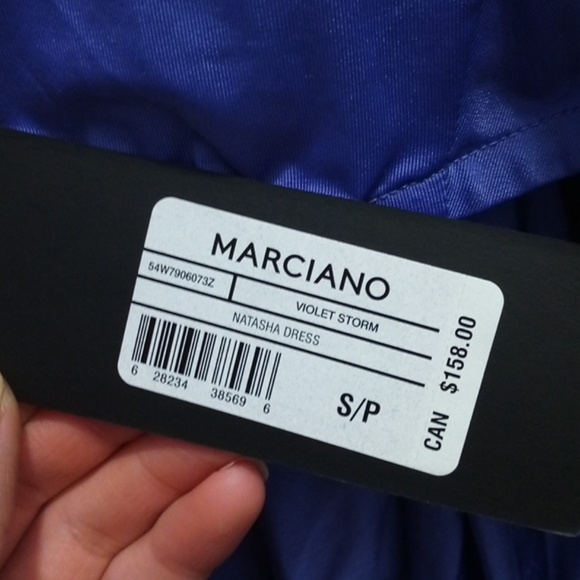 MARCIANO
54W7906073Z
VIOLET STORM
NATASHA DRESS
6 28234 38569 6
S/P
CAN $158.00